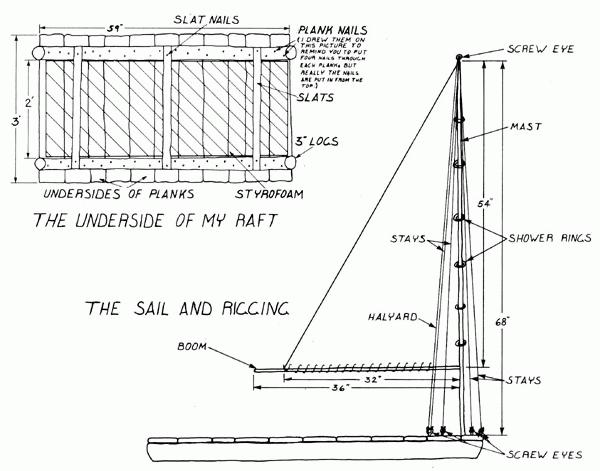 SLAT NAILS
59"
PLANK NAILS
(I DREW THEM ON
THIS PICTURE TO
REMIND YOU TO PUT
FOUR NAILS THROUGH
EACH PLANK, BUT
REALLY THE NAILS
ARE PUT IN FROM THE
TOP.)
SLATS
3'
2'
3" LOGS
UNDERSIDES OF PLANKS
STYROFOAM
THE UNDERSIDE OF MY RAFT
SCREW EYE
MAST
54"
STAYS
SHOWER RINGS
THE SAIL AND RIGGING
HALYARD
68"
BOOM
32"
36"
STAYS
SCREW EYES